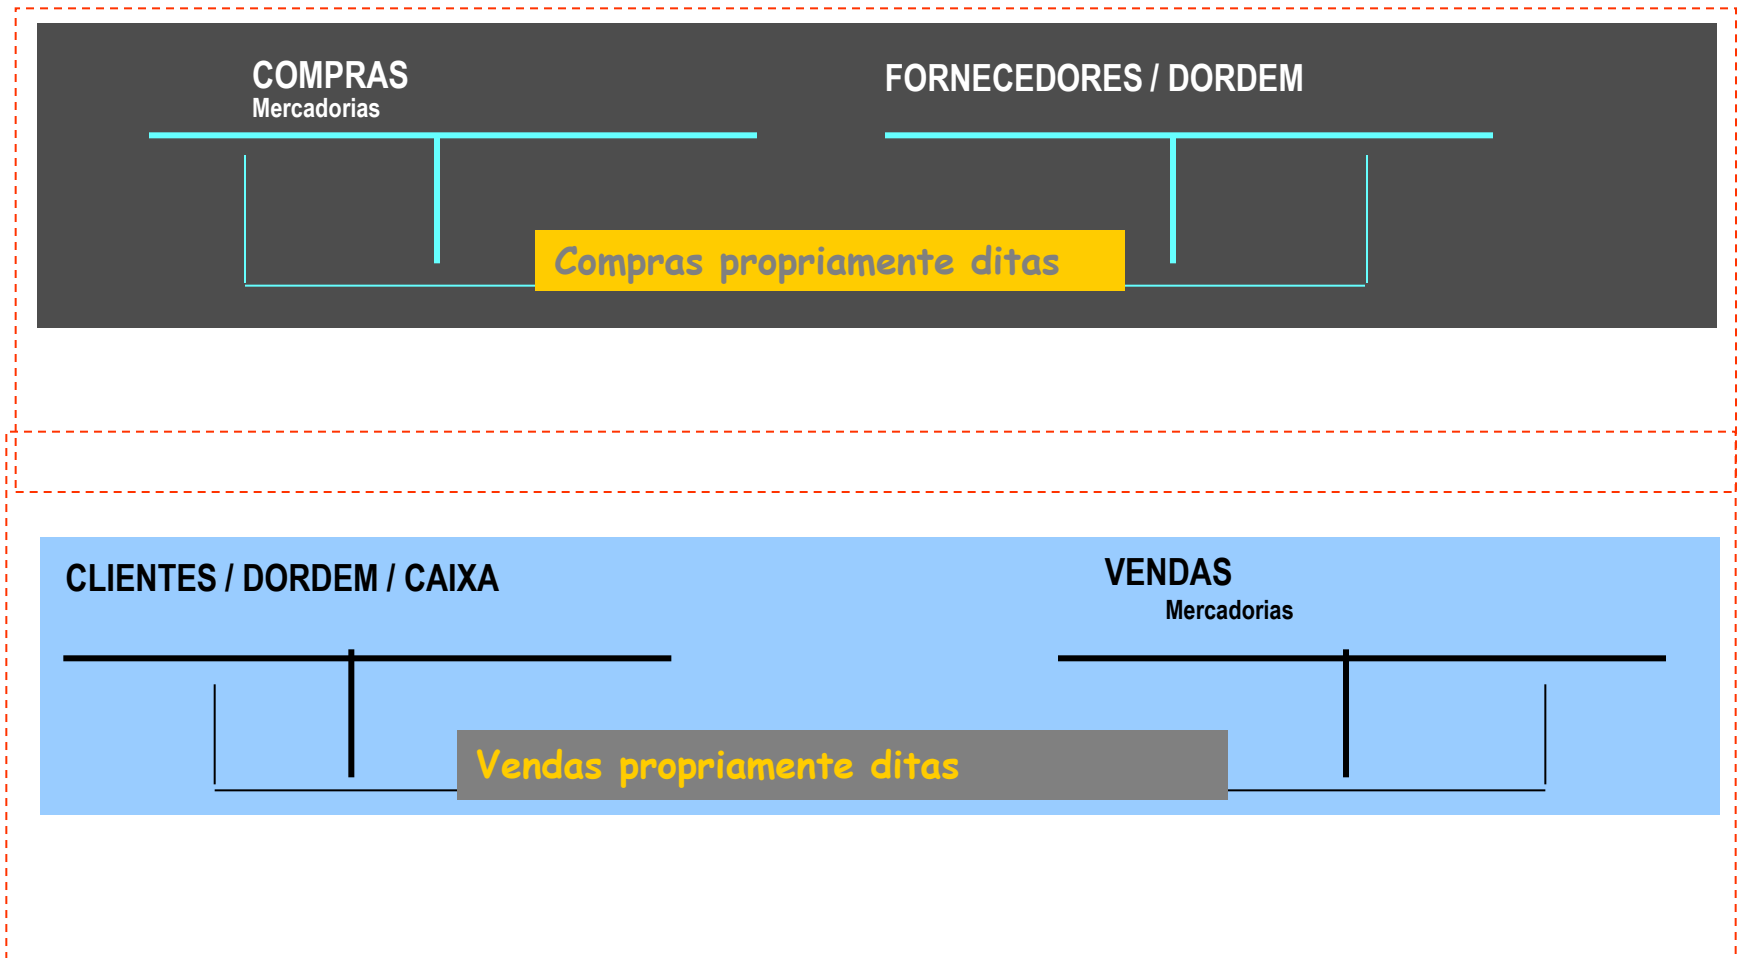 COMPRAS
Mercadorias
FORNECEDORES / DORDEM
Compras propriamente ditas
CLIENTES / DORDEM / CAIXA
VENDAS
Mercadorias
Vendas propriamente ditas